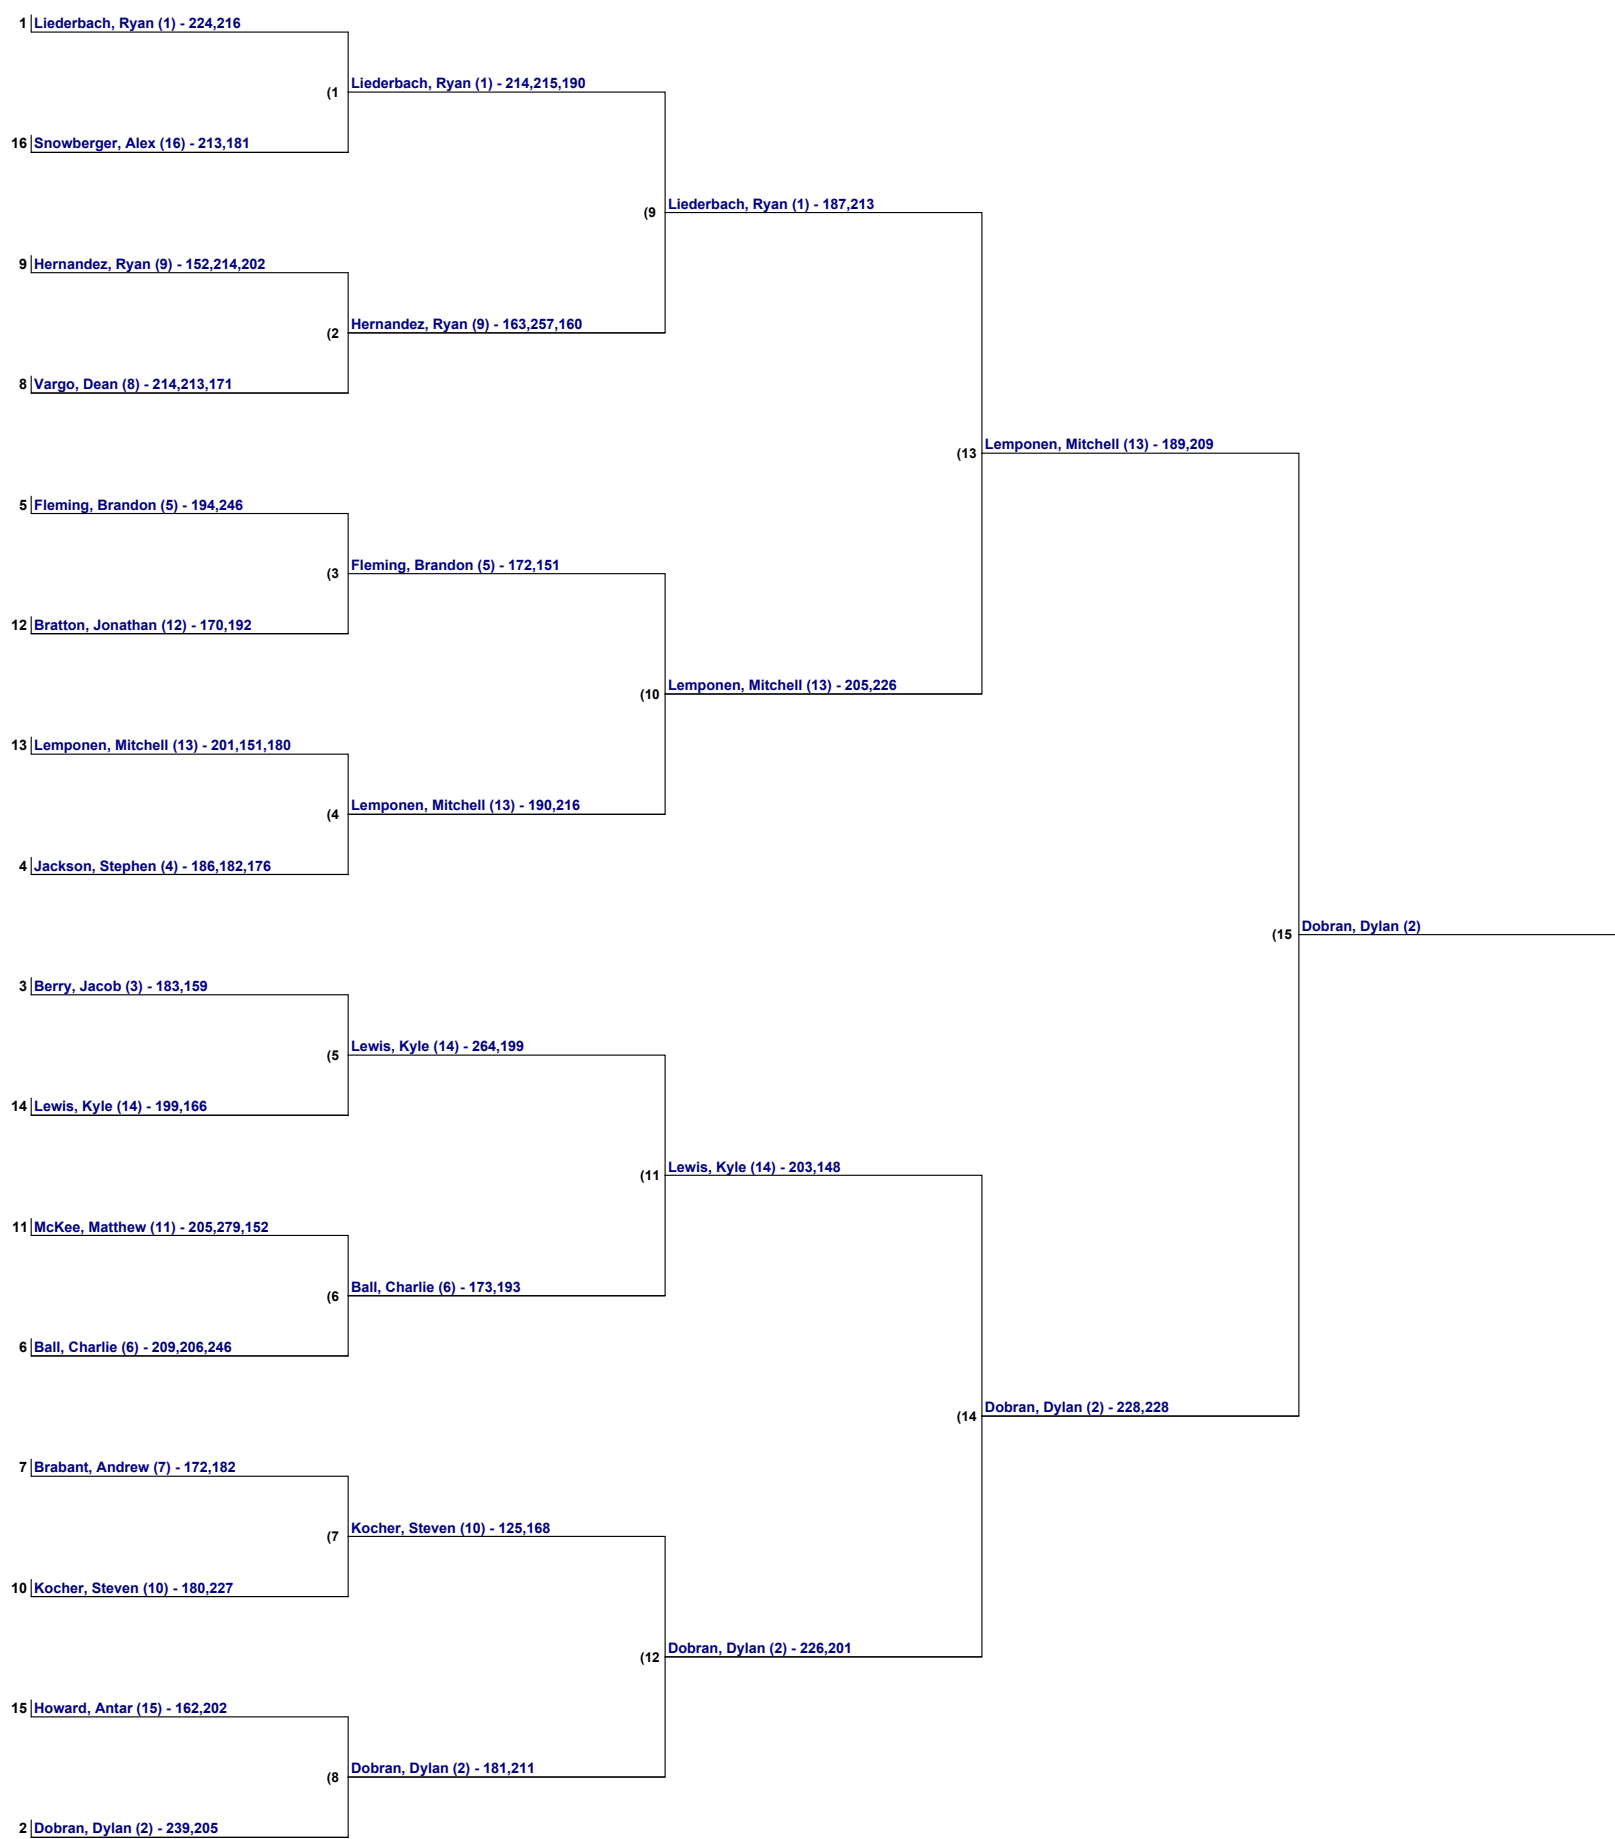 1 Liederbach, Ryan (1) - 224,216
(1 Liederbach, Ryan (1) - 214,215,190
16 Snowberger, Alex (16) - 213,181
(9 Liederbach, Ryan (1) - 187,213
9 Hernandez, Ryan (9) - 152,214,202
(2 Hernandez, Ryan (9) - 163,257,160
8 Vargo, Dean (8) - 214,213,171
(13 Lemponen, Mitchell (13) - 189,209
5 Fleming, Brandon (5) - 194,246
(3 Fleming, Brandon (5) - 172,151
12 Bratton, Jonathan (12) - 170,192
(10 Lemponen, Mitchell (13) - 205,226
13 Lemponen, Mitchell (13) - 201,151,180
(4 Lemponen, Mitchell (13) - 190,216
4 Jackson, Stephen (4) - 186,182,176
(15 Dobran, Dylan (2)
3 Berry, Jacob (3) - 183,159
(5 Lewis, Kyle (14) - 264,199
14 Lewis, Kyle (14) - 199,166
(11 Lewis, Kyle (14) - 203,148
11 McKee, Matthew (11) - 205,279,152
(6 Ball, Charlie (6) - 173,193
6 Ball, Charlie (6) - 209,206,246
(14 Dobran, Dylan (2) - 228,228
7 Brabant, Andrew (7) - 172,182
(7 Kocher, Steven (10) - 125,168
10 Kocher, Steven (10) - 180,227
(12 Dobran, Dylan (2) - 226,201
15 Howard, Antar (15) - 162,202
(8 Dobran, Dylan (2) - 181,211
2 Dobran, Dylan (2) - 239,205